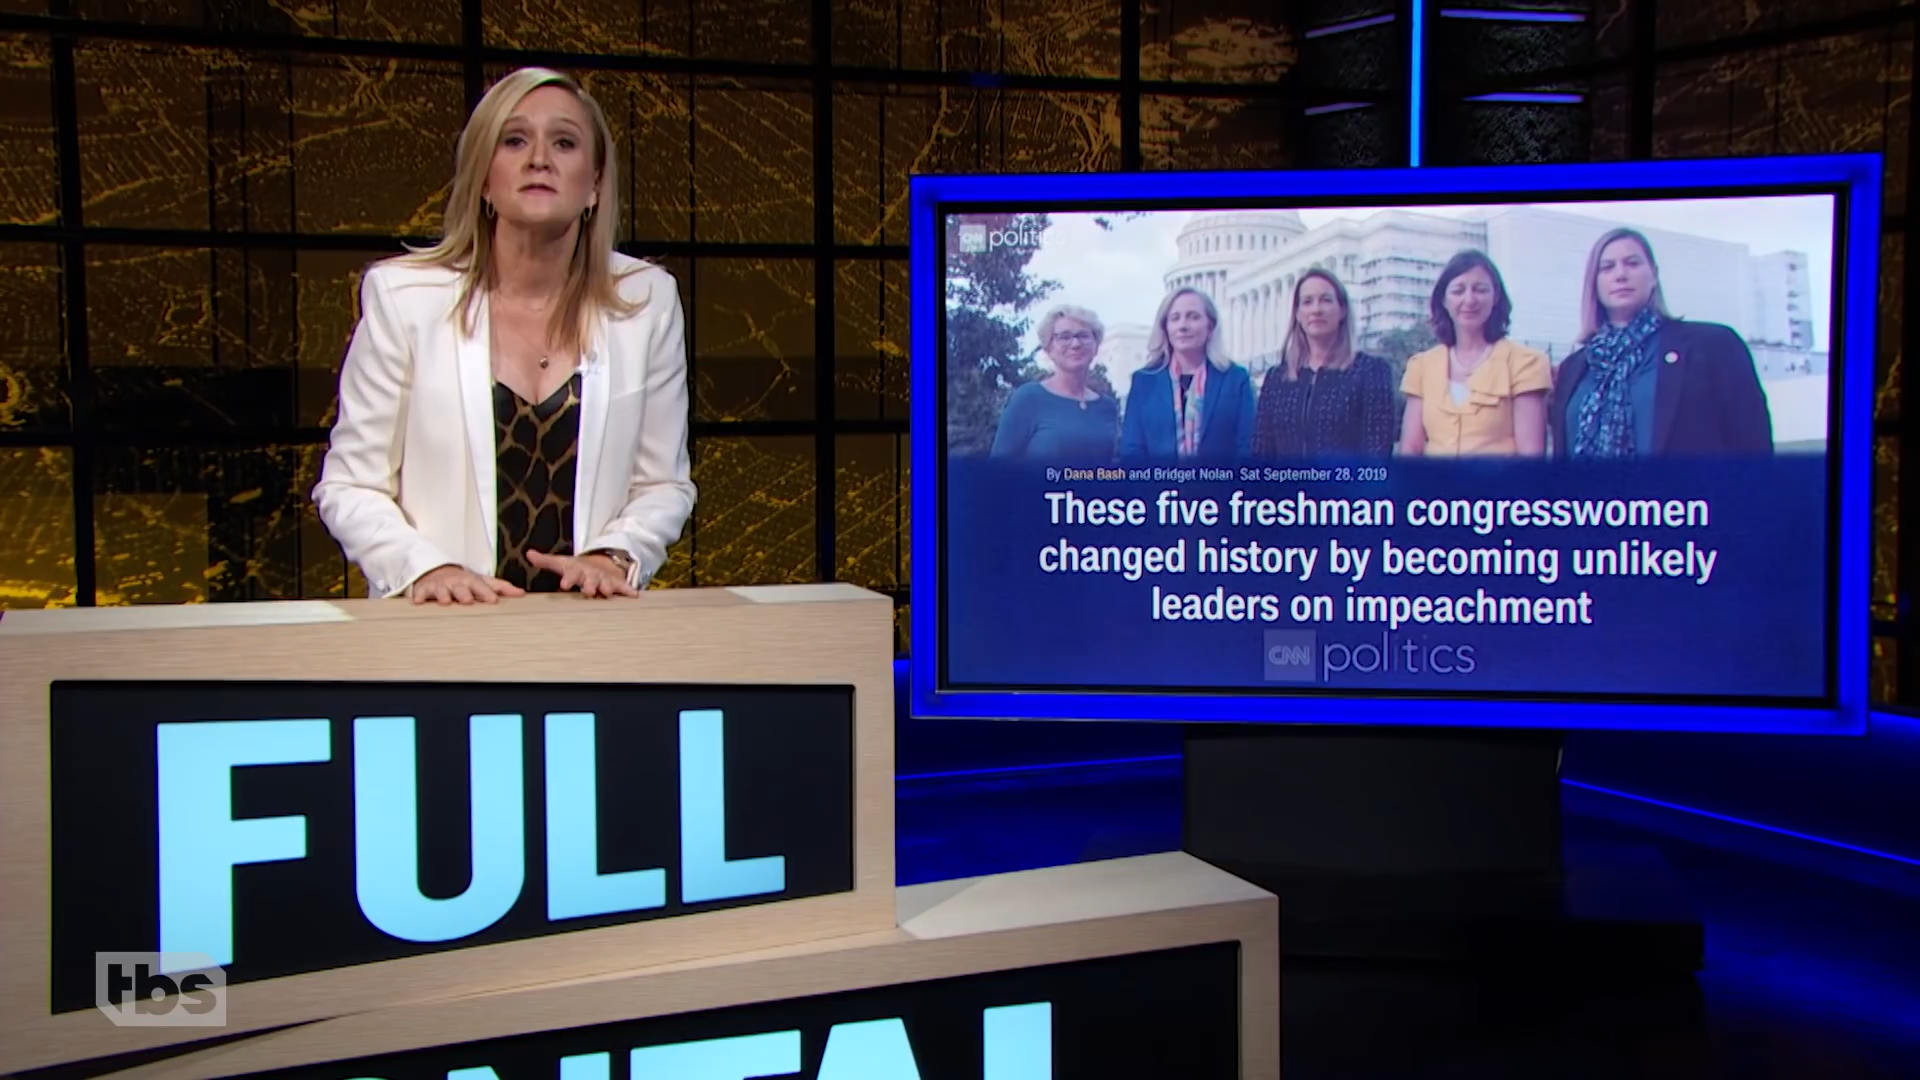 CNN politics
By Dana Bash and Bridget Nolan Sat September 28, 2019
These five freshman congresswomen
changed history by becoming unlikely
leaders on impeachment
CNN politics
FULL
tbs